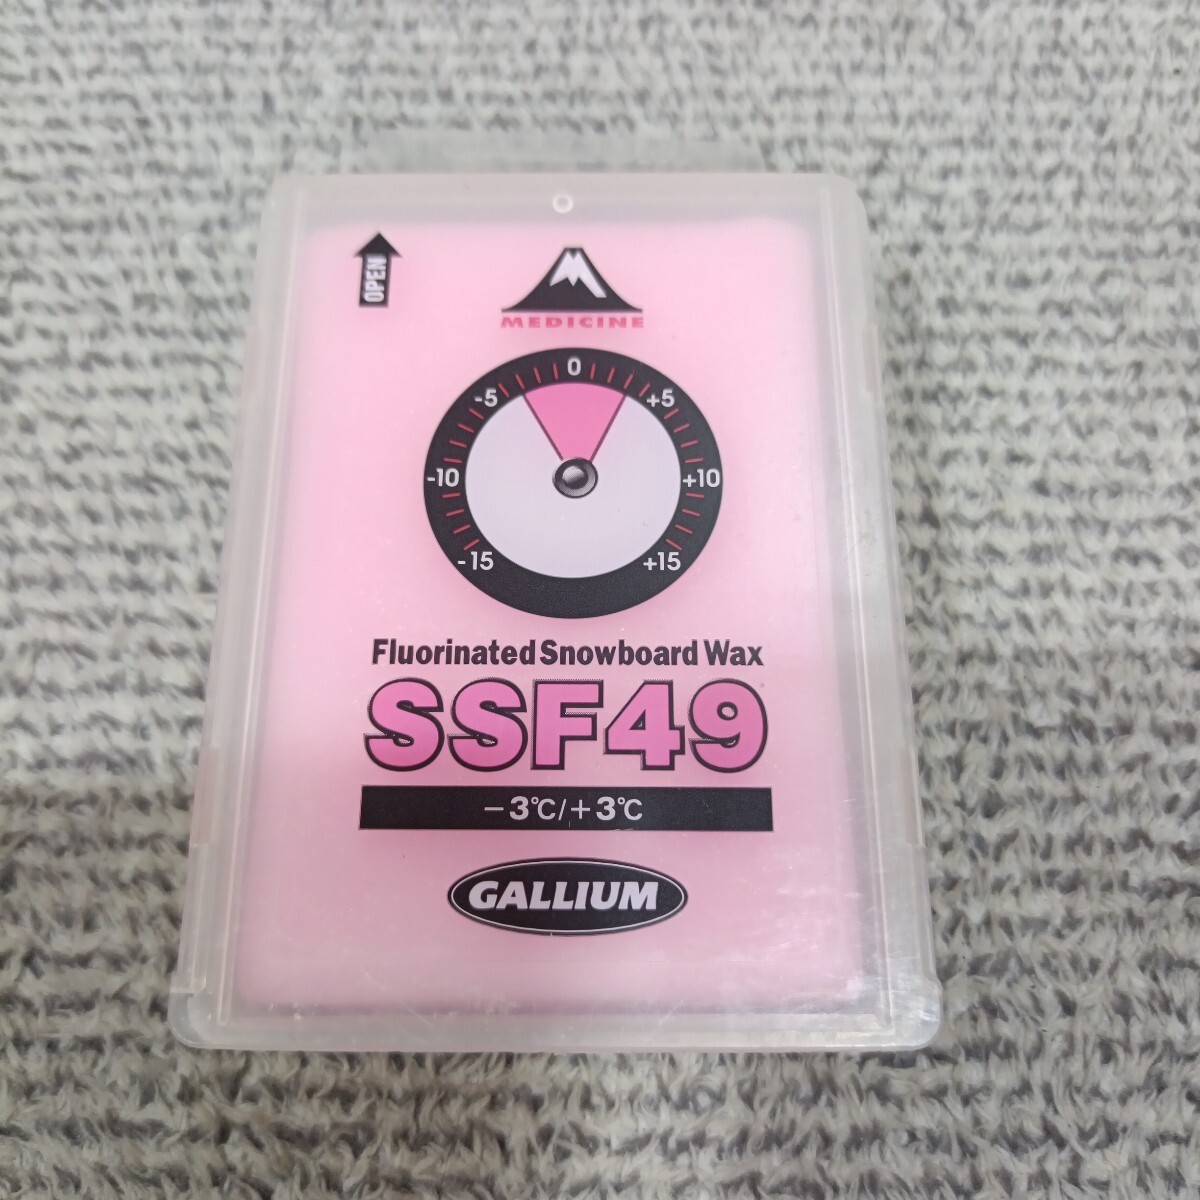 OPEN
MEDICINE
0
-5 +5
-10 +10
-15 +15
Fluorinated Snowboard Wax
SSF49
−3℃/+3℃
GALLIUM